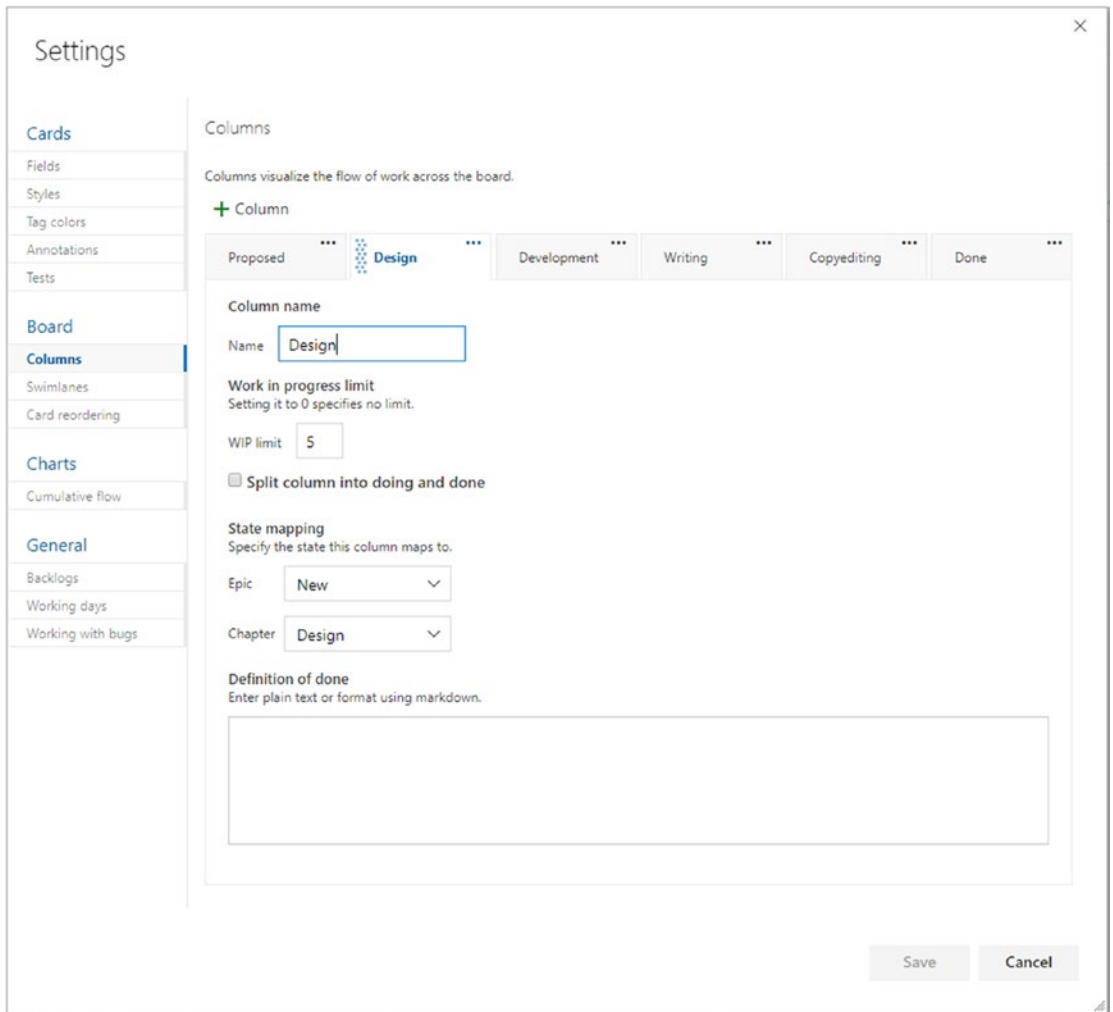 Settings
Cards
Fields
Styles
Tag colors
Annotations
Tests
Board
Columns
Swimlanes
Card reordering
Charts
Cumulative flow
General
Backlogs
Working days
Working with bugs
Columns
Columns visualize the flow of work across the board.
+ Column
Proposed ... Design ... Development ... Writing ... Copyediting ... Done ...
Column name
Name Design
Work in progress limit
Setting it to 0 specifies no limit.
WIP limit 5
Split column into doing and done
State mapping
Specify the state this column maps to.
Epic New
Chapter Design
Definition of done
Enter plain text or format using markdown.
Save Cancel